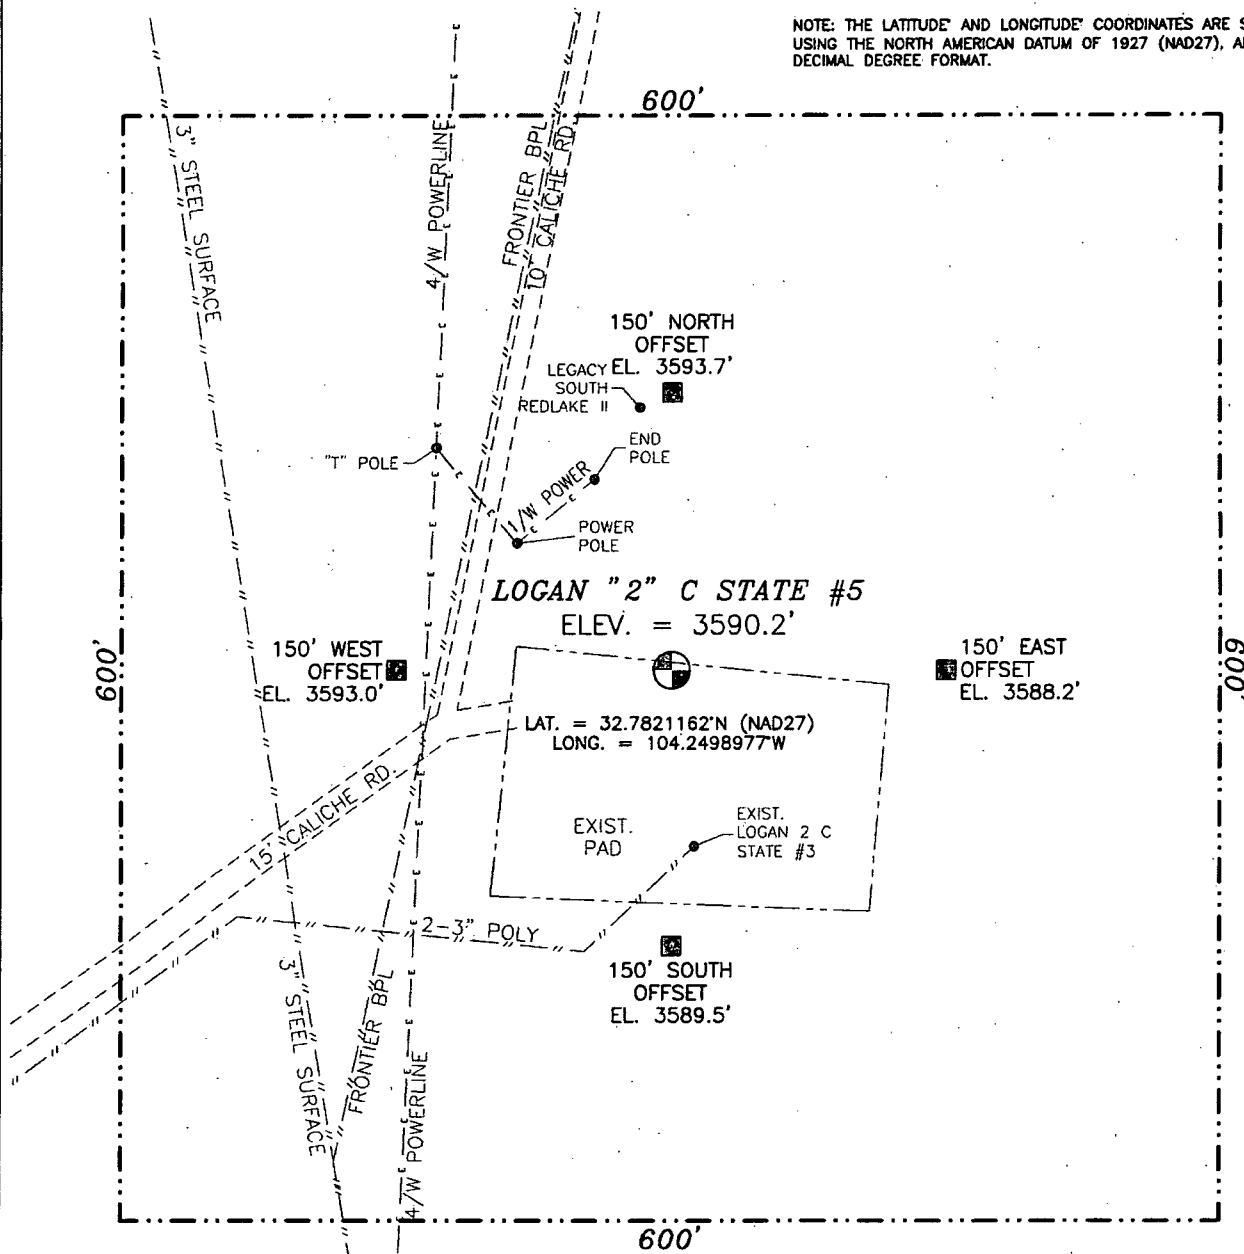 NOTE: THE LATITUDE AND LONGITUDE COORDINATES ARE
USING THE NORTH AMERICAN DATUM OF 1927 (NAD27),
DECIMAL DEGREE FORMAT.
600'
3" STEEL SURFACE
4/W POWERLINE
FRONTIER BPL
10' CALICHE RD.
150' NORTH
OFFSET
EL. 3593.7'
LEGACY
SOUTH
REDLAKE II
"T" POLE
END
POLE
1/W POWER
POWER
POLE
LOGAN "2" C STATE #5
ELEV. = 3590.2'
600'
150' WEST
OFFSET
EL. 3593.0'
150' EAST
OFFSET
EL. 3588.2'
600'
LAT. = 32.7821162°N (NAD27)
LONG. = 104.2498977°W
15' CALICHE RD.
EXIST.
PAD
EXIST.
LOGAN 2 C
STATE #3
2-3" POLY
150' SOUTH
OFFSET
EL. 3589.5'
3" STEEL SURFACE
FRONTIER BPL
4/W POWERLINE
600'